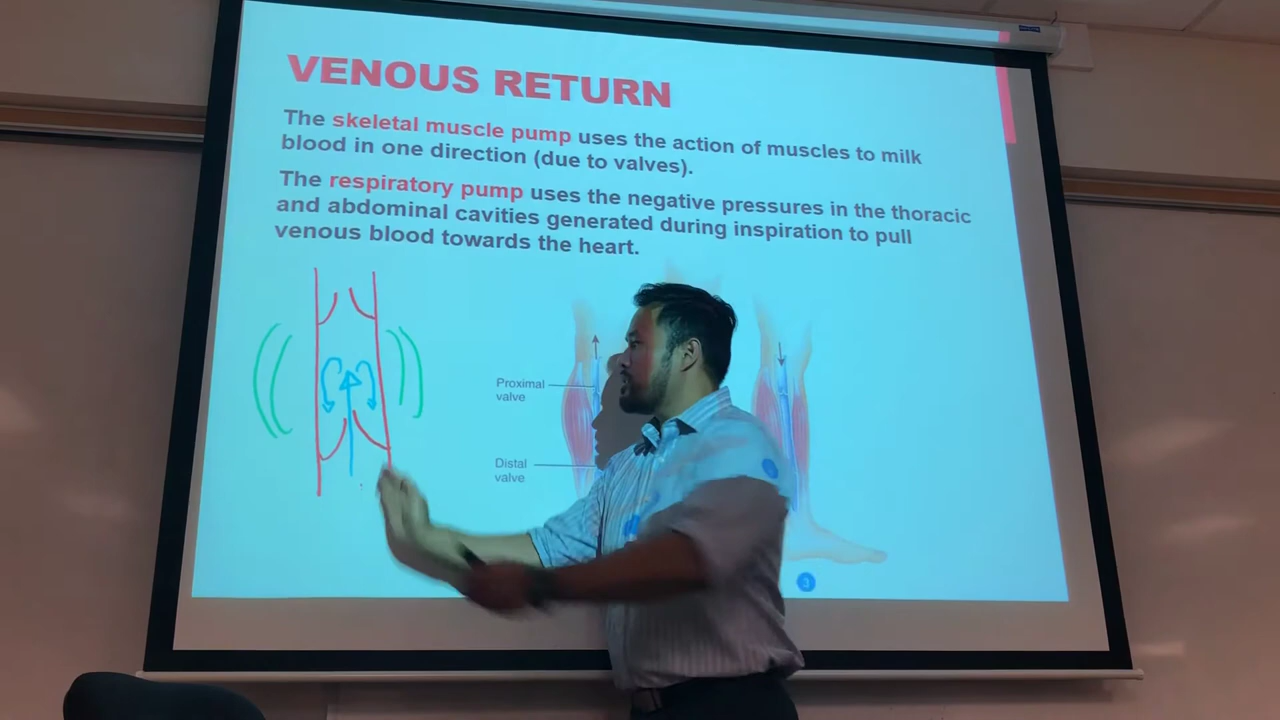 VENOUS RETURN
The skeletal muscle pump uses the action of muscles to milk
blood in one direction (due to valves).
The respiratory pump uses the negative pressures in the thoracic
and abdominal cavities generated during inspiration to pull
venous blood towards the heart.
Proximal
valve
Distal
valve
3